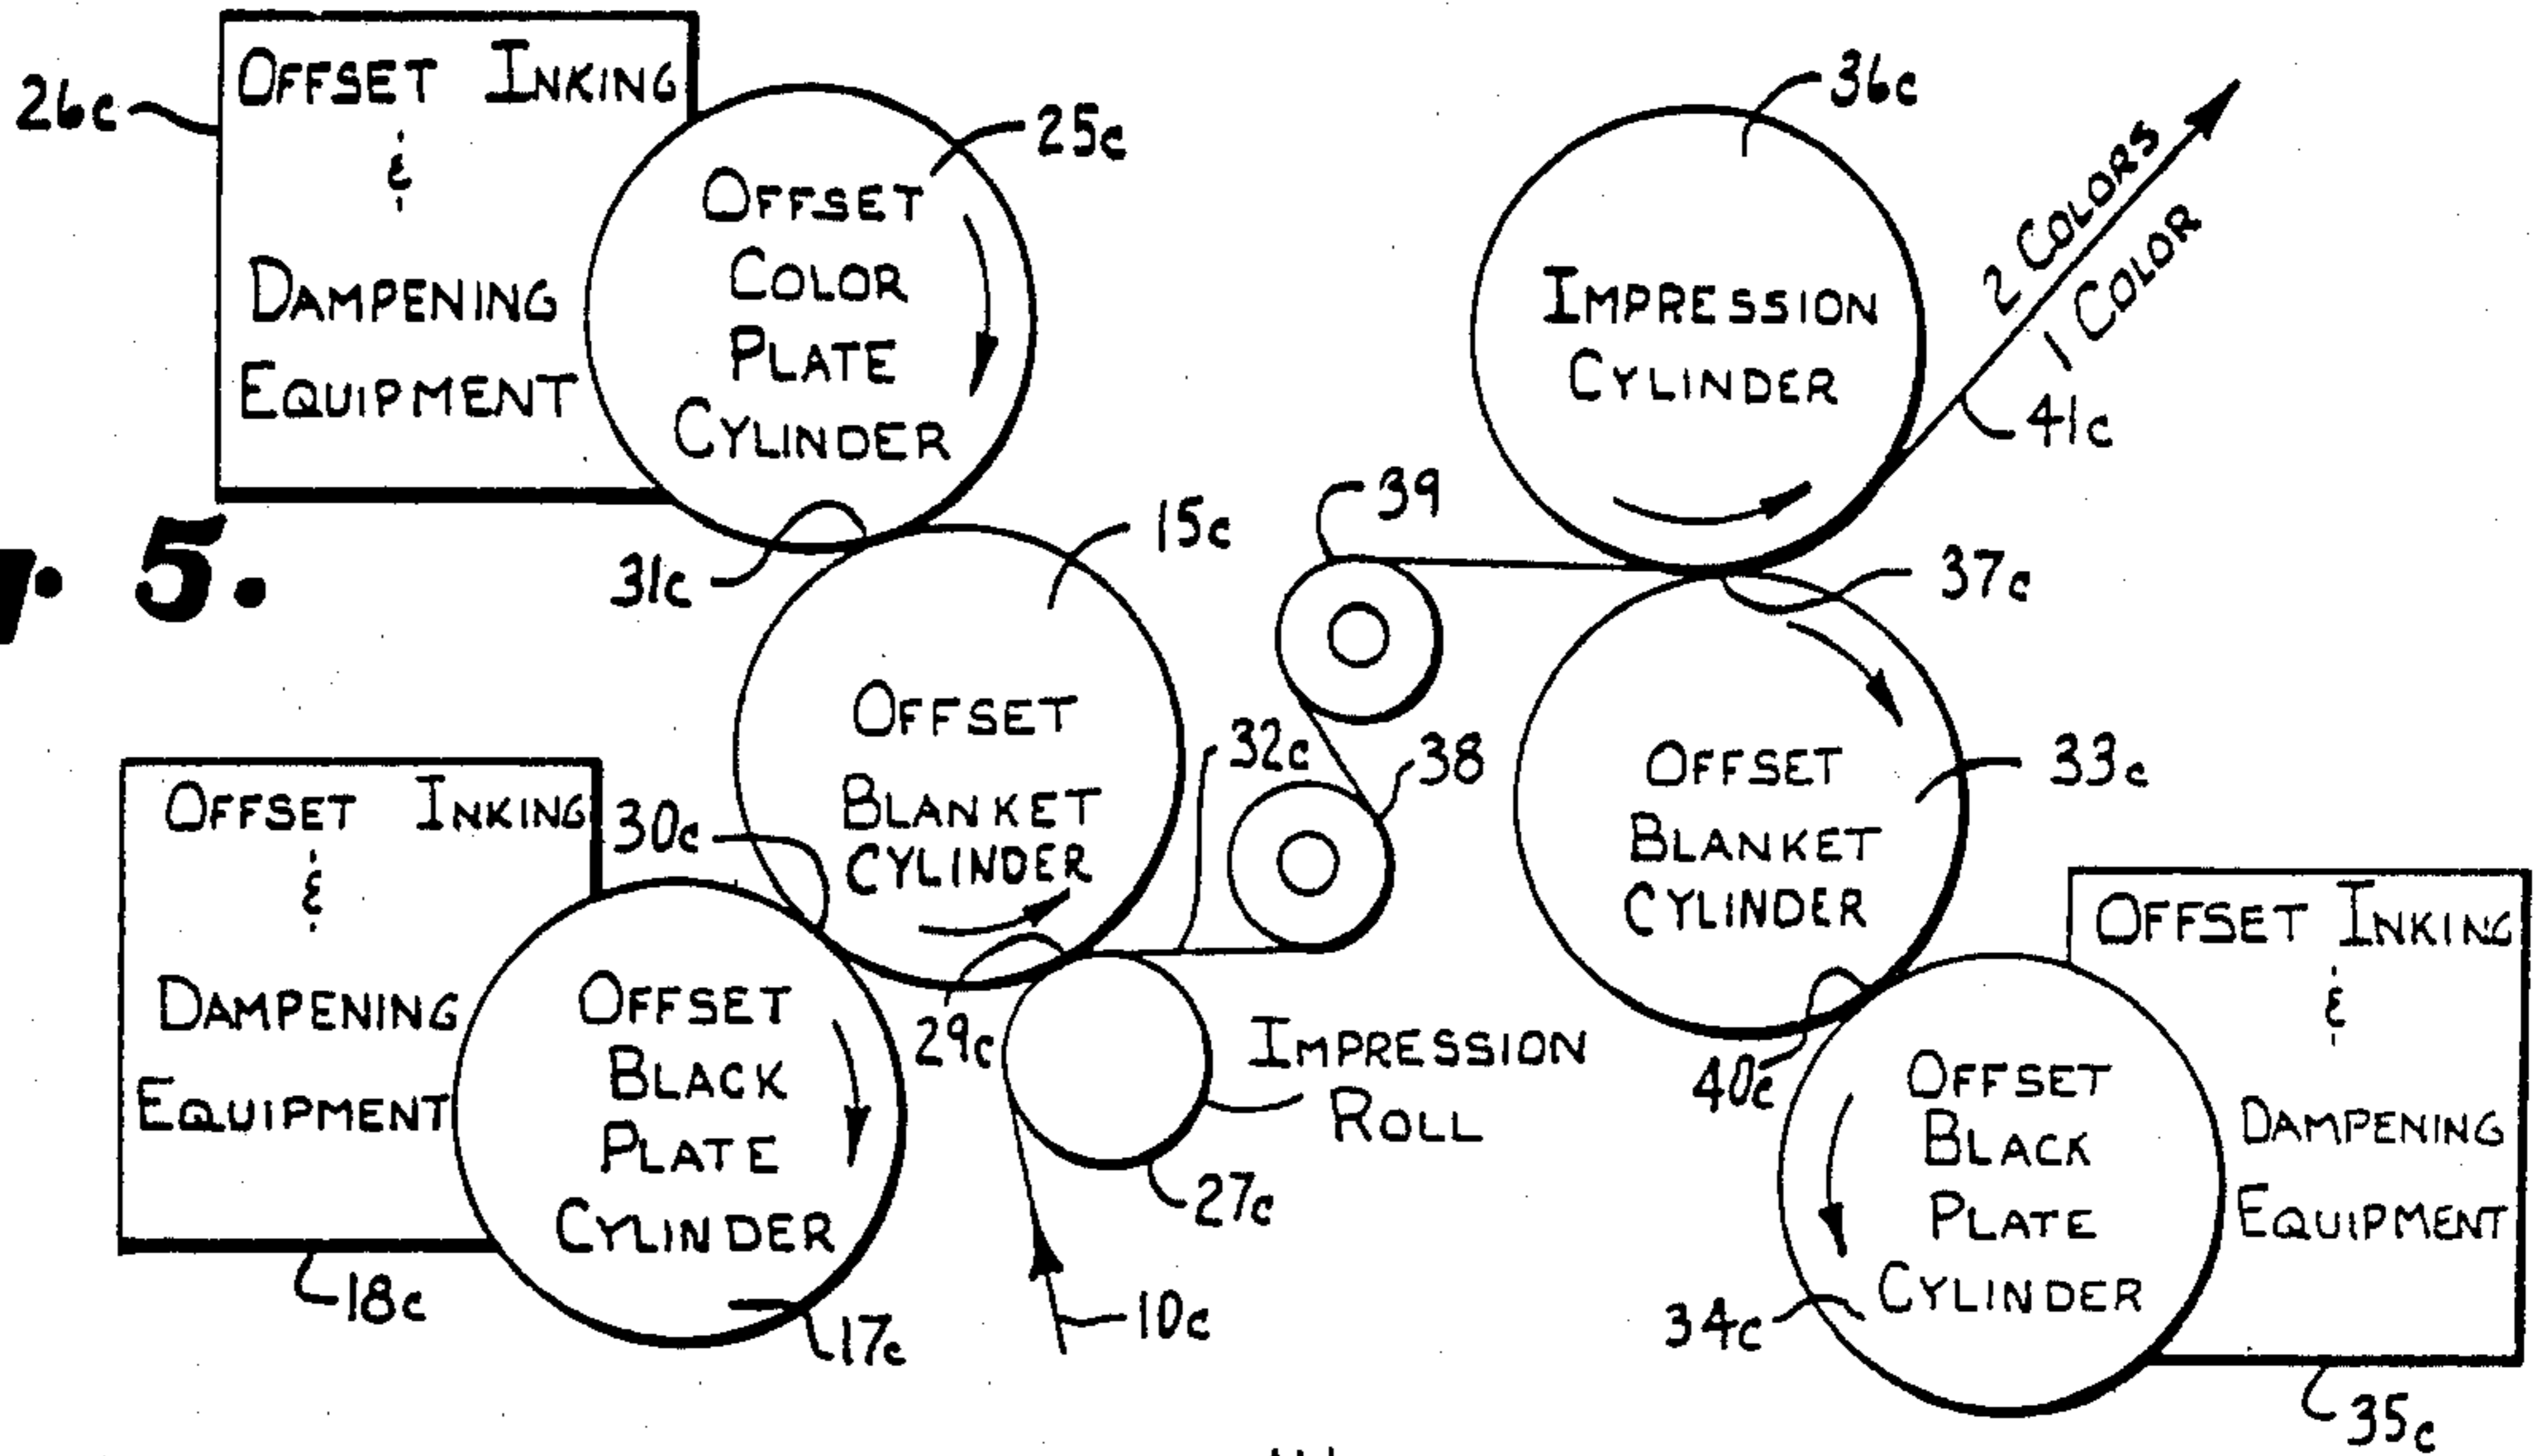 OFFSET INKING
&
DAMPENING
EQUIPMENT
26c
OFFSET
COLOR
PLATE
CYLINDER
25c
31c
15c
5.
OFFSET
BLANKET
CYLINDER
OFFSET INKING
&
DAMPENING
EQUIPMENT
18c
30c
OFFSET
BLACK
PLATE
CYLINDER
17c
29c
32c
IMPRESSION
ROLL
27c
10c
38
39
36c
IMPRESSION
CYLINDER
2 COLORS
1 COLOR
41c
37c
OFFSET
BLANKET
CYLINDER
33c
40c
OFFSET
BLACK
PLATE
CYLINDER
34c
OFFSET INKING
&
DAMPENING
EQUIPMENT
35c